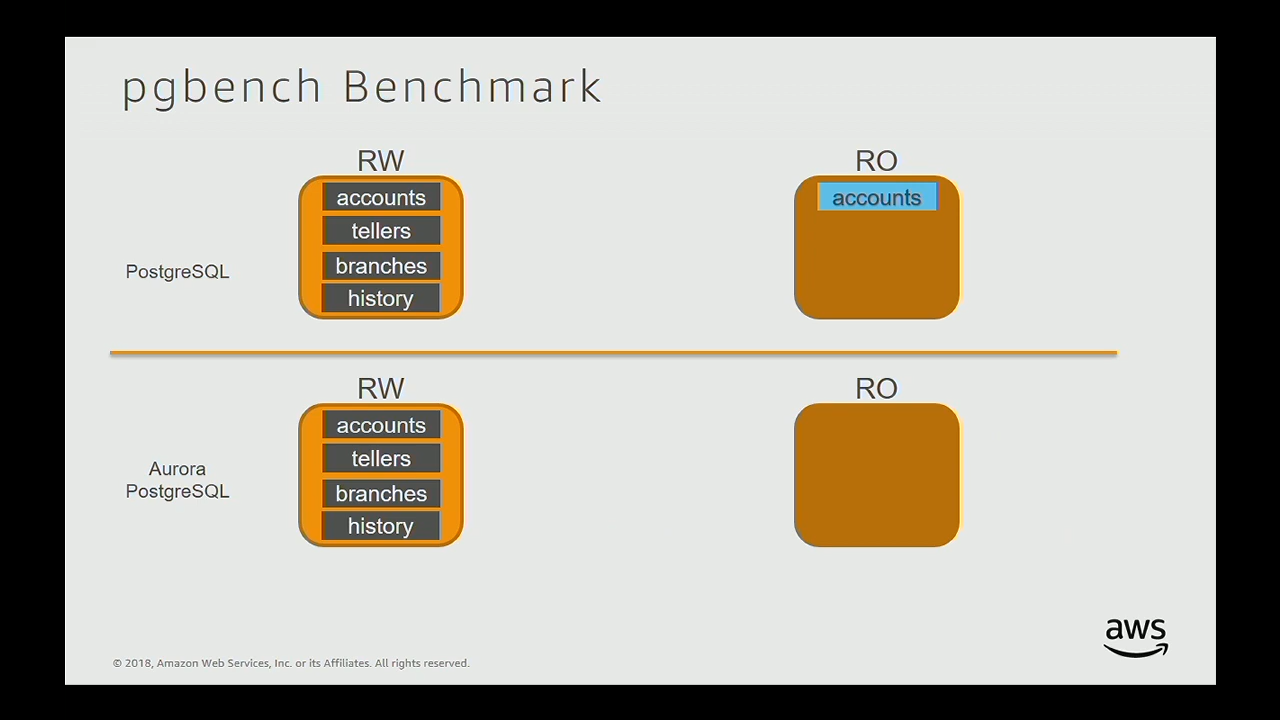 pgbench Benchmark
RW
RO
accounts
tellers
branches
history
accounts
PostgreSQL
RW
RO
accounts
tellers
branches
history
Aurora
PostgreSQL
aws
© 2018, Amazon Web Services, Inc. or its Affiliates. All rights reserved.